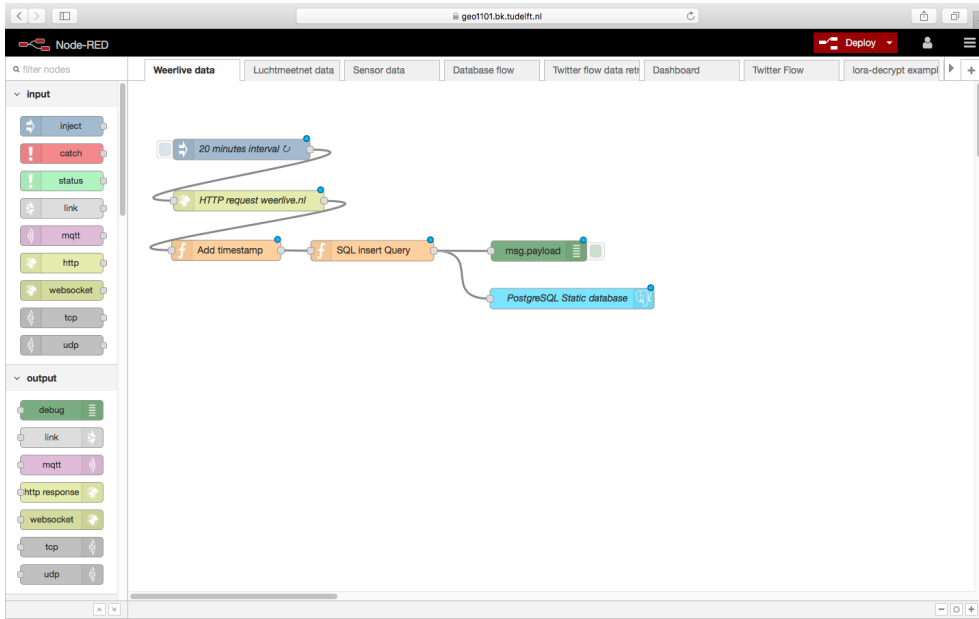 geo1101.bk.tudelft.nl
Node-RED
Deploy
filter nodes
Weerlive data
Luchtmeetnet data
Sensor data
Database flow
Twitter flow data retr
Dashboard
Twitter Flow
lora-decrypt exampl
input
inject
catch
status
link
mqtt
http
websocket
tcp
udp
output
debug
link
mqtt
http response
websocket
tcp
udp
20 minutes interval ↻
HTTP request weerlive.nl
Add timestamp
SQL insert Query
msg.payload
PostgreSQL Static database